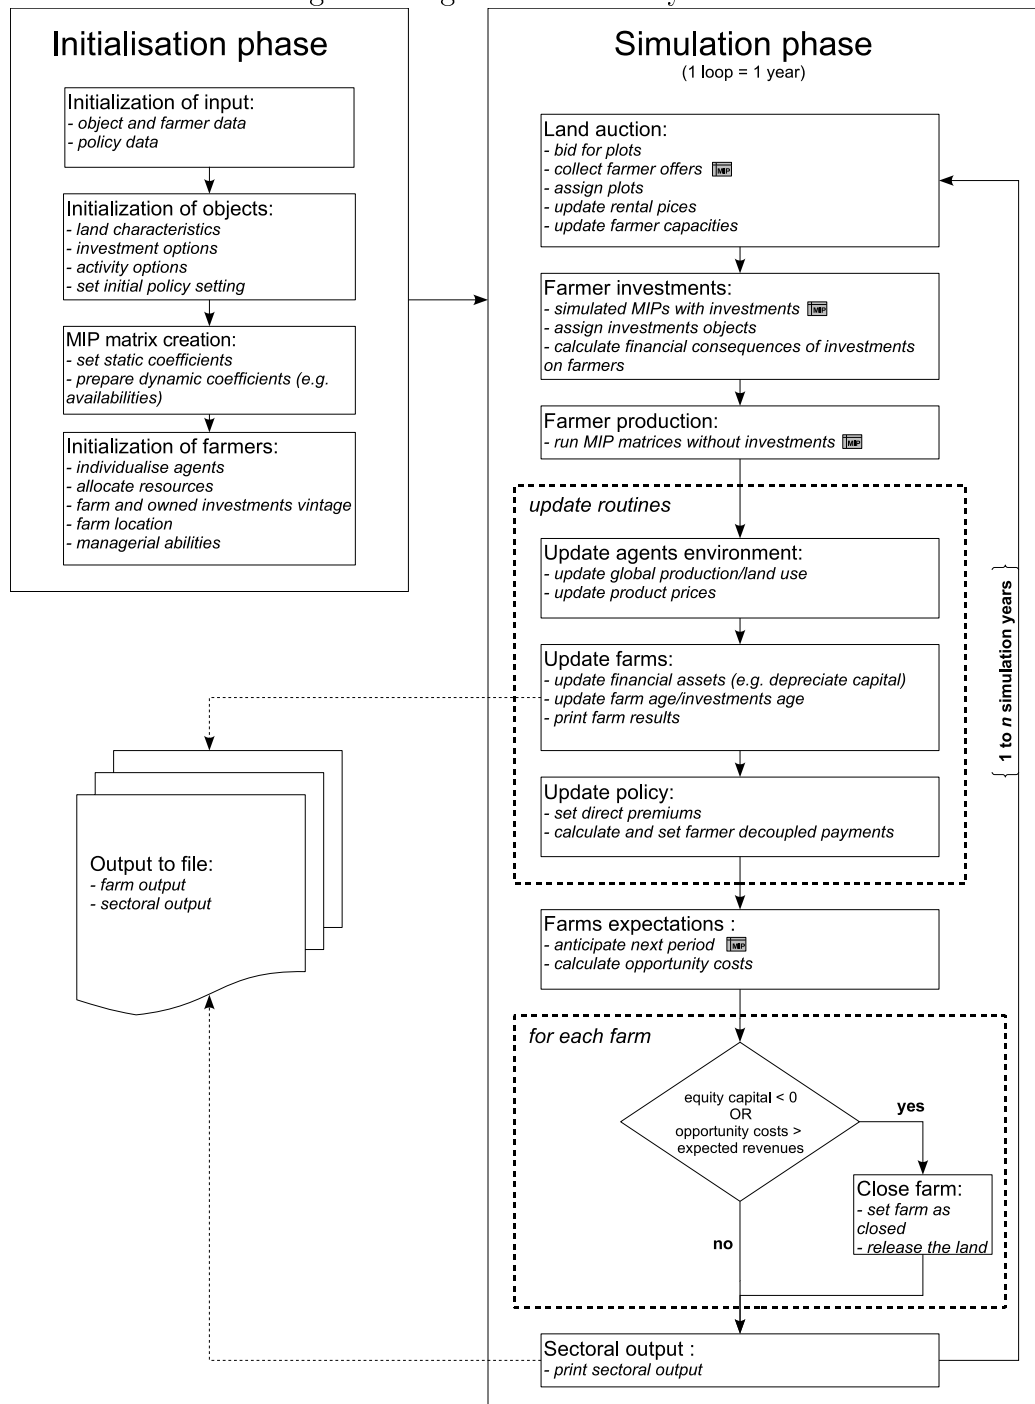 Initialisation phase
Initialization of input:
- object and farmer data
- policy data
Initialization of objects:
- land characteristics
- investment options
- activity options
- set initial policy setting
MIP matrix creation:
- set static coefficients
- prepare dynamic coefficients (e.g.
availabilities)
Initialization of farmers:
- individualise agents
- allocate resources
- farm and owned investments vintage
- farm location
- managerial abilities
Simulation phase
(1 loop = 1 year)
Land auction:
- bid for plots
- collect farmer offers MIP
- assign plots
- update rental pices
- update farmer capacities
Farmer investments:
- simulated MIPs with investments MIP
- assign investments objects
- calculate financial consequences of investments
on farmers
Farmer production:
- run MIP matrices without investments MIP
update routines
Update agents environment:
- update global production/land use
- update product prices
Update farms:
- update financial assets (e.g. depreciate capital)
- update farm age/investments age
- print farm results
Update policy:
- set direct premiums
- calculate and set farmer decoupled payments
Farms expectations :
- anticipate next period MIP
- calculate opportunity costs
for each farm
equity capital < 0
OR
opportunity costs >
expected revenues
yes
no
Close farm:
- set farm as
closed
- release the land
Sectoral output :
- print sectoral output
1 to n simulation years
Output to file:
- farm output
- sectoral output